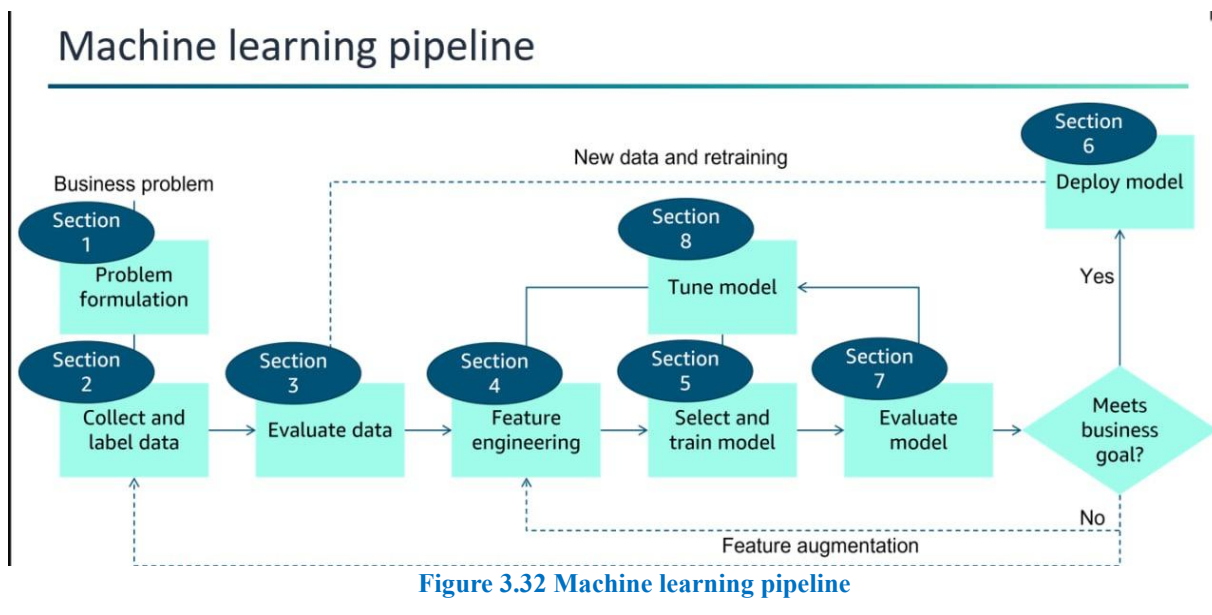 Machine learning pipeline
Section
6
Deploy model
New data and retraining
Business problem
Section
1
Problem
formulation
Section
8
Tune model
Yes
Section
2
Collect and
label data
Section
3
Evaluate data
Section
4
Feature
engineering
Section
5
Select and
train model
Section
7
Evaluate
model
Meets
business
goal?
No
Feature augmentation
Figure 3.32 Machine learning pipeline